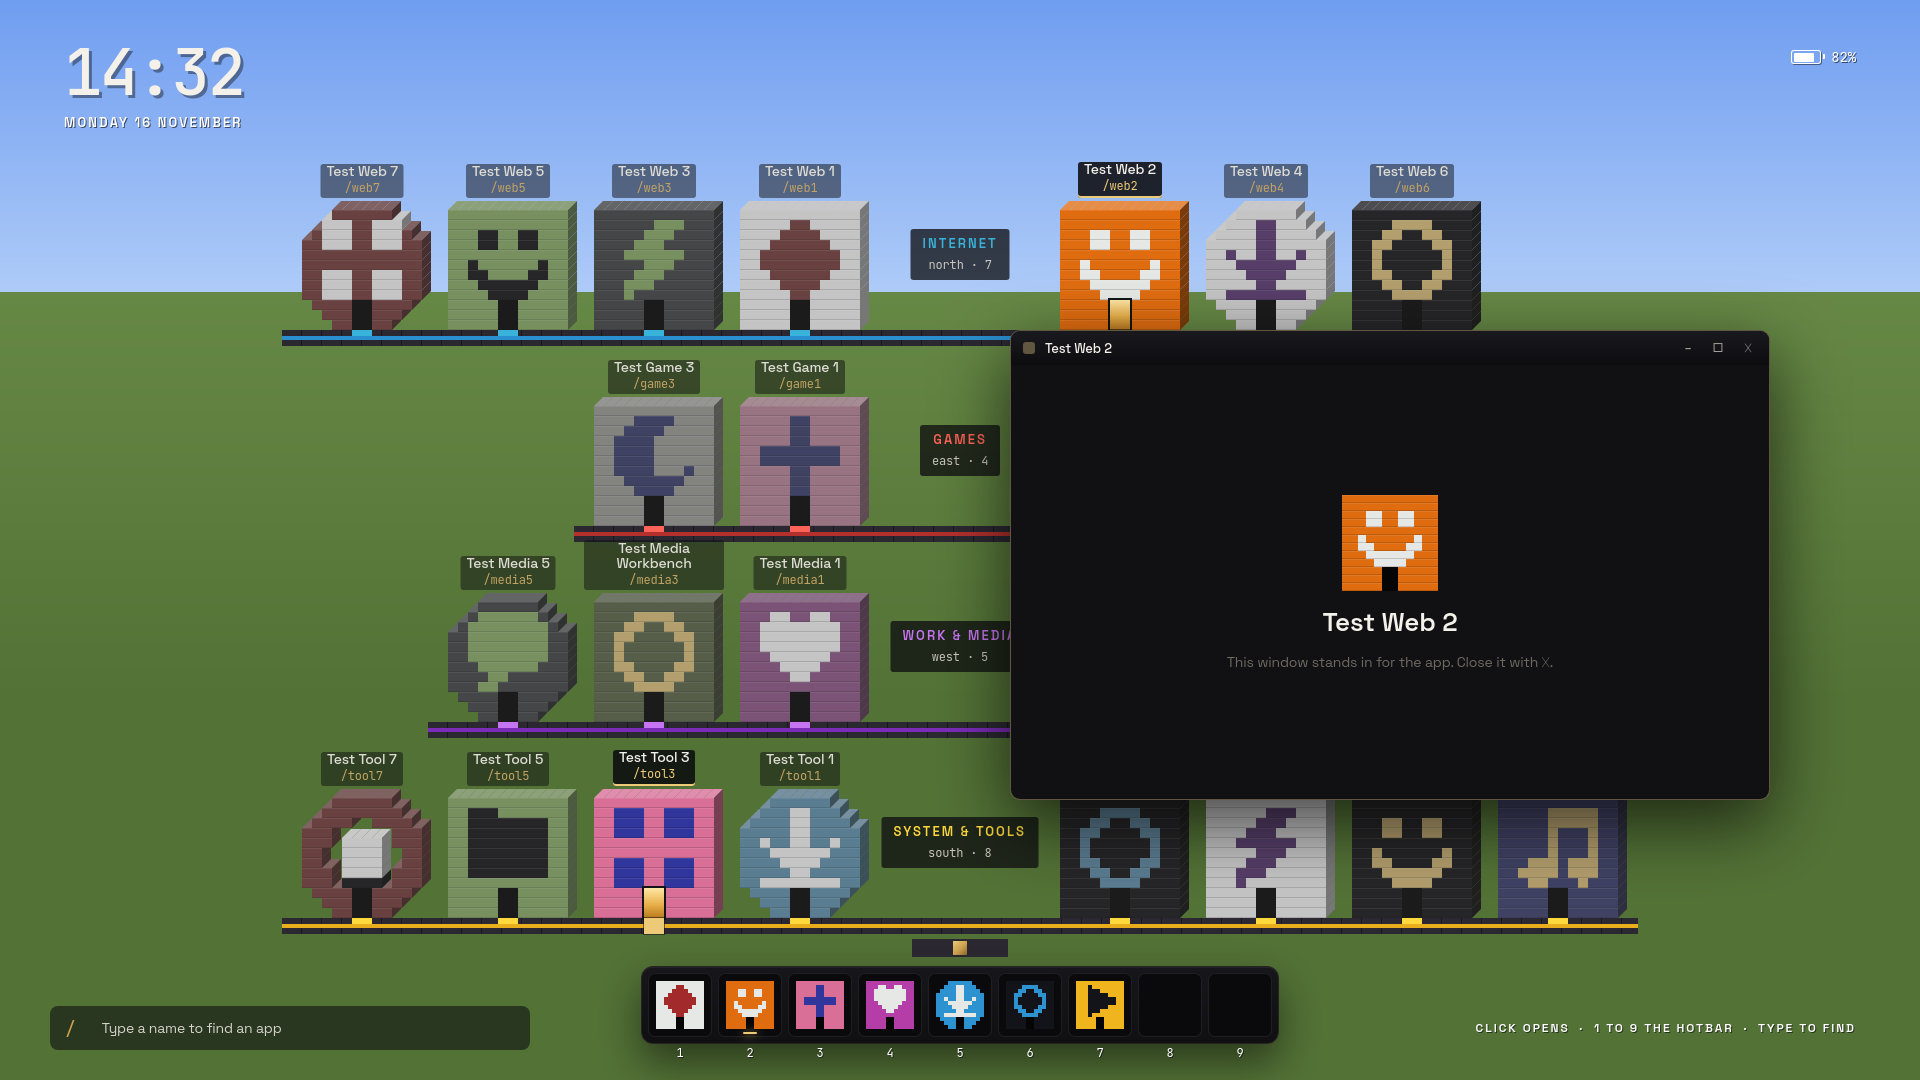 14:32
MONDAY 16 NOVEMBER
82%
Test Web 7
/web7
Test Web 5
/web5
Test Web 3
/web3
Test Web 1
/web1
INTERNET
north · 7
Test Web 2
/web2
Test Web 4
/web4
Test Web 6
/web6
Test Game 3
/game3
Test Game 1
/game1
GAMES
east · 4
Test Web 2
Test Web 2
This window stands in for the app. Close it with X.
Test Media 5
/media5
Test Media
Workbench
/media3
Test Media 1
/media1
WORK & MEDIA
west · 5
Test Tool 7
/tool7
Test Tool 5
/tool5
Test Tool 3
/tool3
Test Tool 1
/tool1
SYSTEM & TOOLS
south · 8
/ Type a name to find an app
1 2 3 4 5 6 7 8 9
CLICK OPENS · 1 TO 9 THE HOTBAR · TYPE TO FIND